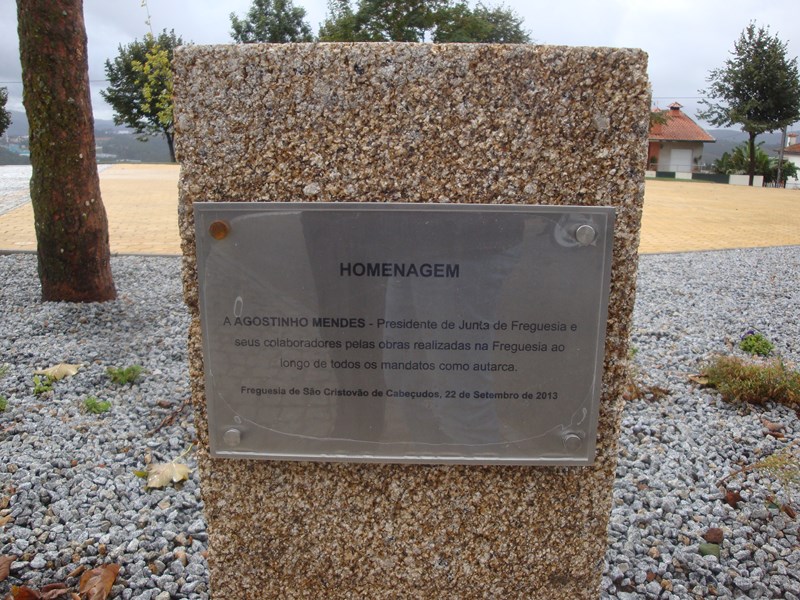 HOMENAGEM
A AGOSTINHO MENDES - Presidente de Junta de Freguesia e
seus colaboradores pelas obras realizadas na Freguesia ao
longo de todos os mandatos como autarca.
Freguesia de São Cristovão de Cabeçudos, 22 de Setembro de 2013